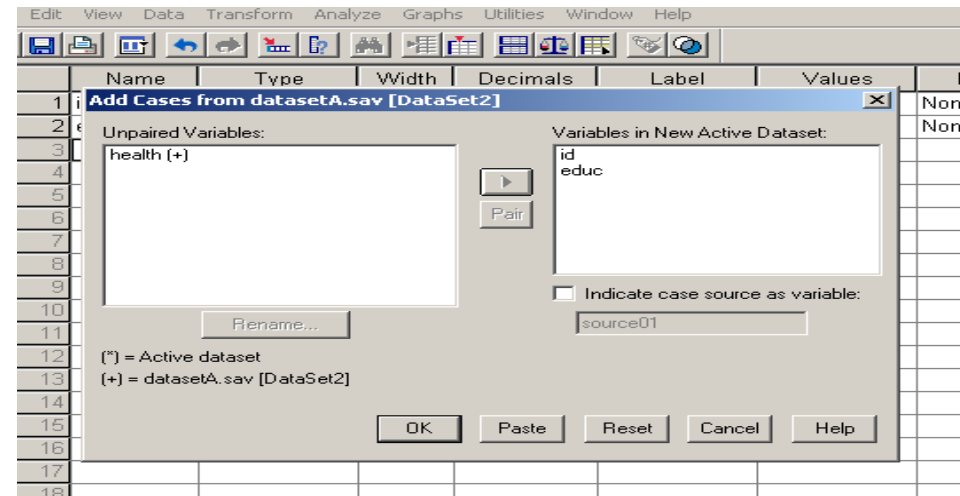 Edit View Data Transform Analyze Graphs Utilities Window Help
Name Type Width Decimals Label Values
1 i Non
2 e Non
3
4
5
6
7
8
9
10
11
12
13
14
15
16
17
18
Add Cases from datasetA.sav [DataSet2]
Unpaired Variables: Variables in New Active Dataset:
health (+) id
educ
Pair
Indicate case source as variable:
Rename... source01
(*) = Active dataset
(+) = datasetA.sav [DataSet2]
OK Paste Reset Cancel Help